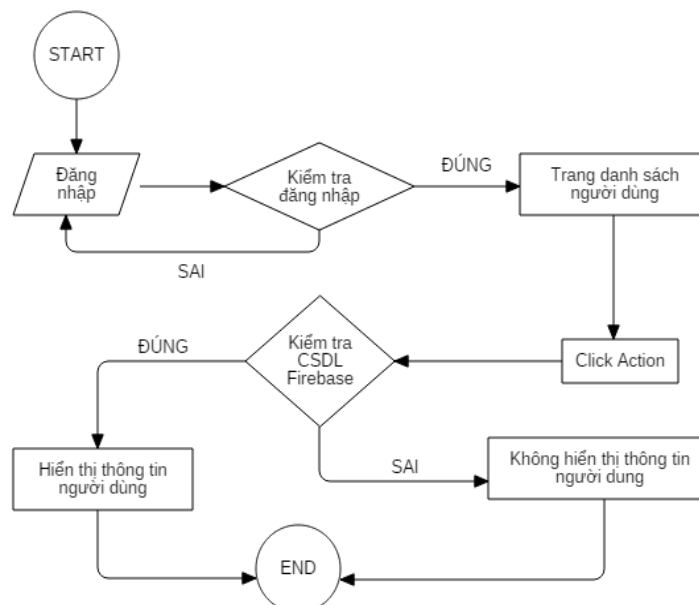 START
Đăng
nhập
Kiểm tra
đăng nhập
ĐÚNG
Trang danh sách
người dùng
SAI
Click Action
Kiểm tra
CSDL
Firebase
ĐÚNG
Hiển thị thông tin
người dùng
SAI
Không hiển thị thông tin
người dung
END